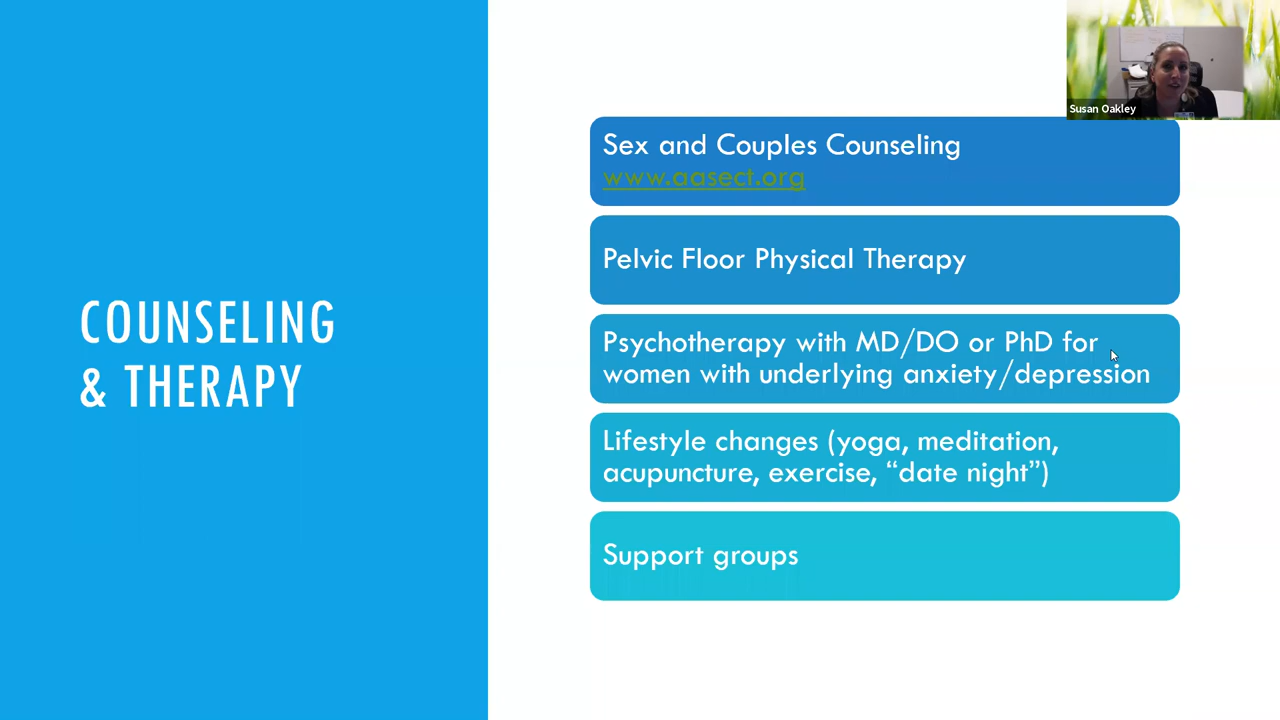 Susan Oakley
Sex and Couples Counseling
www.aasect.org
Pelvic Floor Physical Therapy
COUNSELING
& THERAPY
Psychotherapy with MD/DO or PhD for
women with underlying anxiety/depression
Lifestyle changes (yoga, meditation,
acupuncture, exercise, “date night”)
Support groups